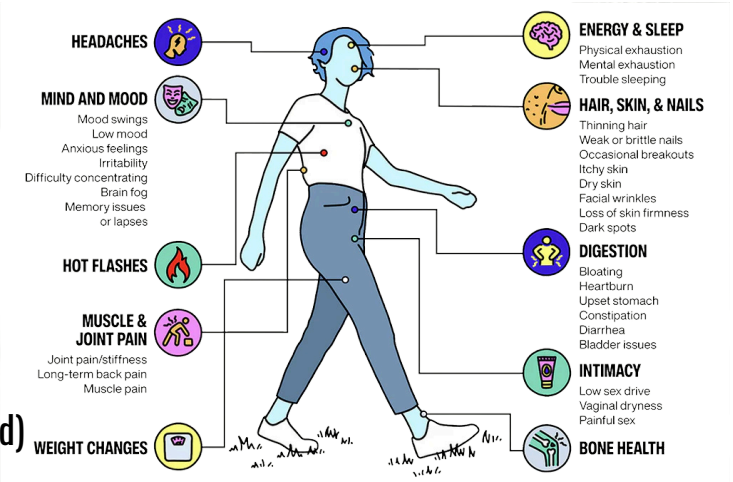 HEADACHES
MIND AND MOOD
Mood swings
Low mood
Anxious feelings
Irritability
Difficulty concentrating
Brain fog
Memory issues
or lapses
HOT FLASHES
MUSCLE &
JOINT PAIN
Joint pain/stiffness
Long-term back pain
Muscle pain
d)
WEIGHT CHANGES
ENERGY & SLEEP
Physical exhaustion
Mental exhaustion
Trouble sleeping
HAIR, SKIN, & NAILS
Thinning hair
Weak or brittle nails
Occasional breakouts
Itchy skin
Dry skin
Facial wrinkles
Loss of skin firmness
Dark spots
DIGESTION
Bloating
Heartburn
Upset stomach
Constipation
Diarrhea
Bladder issues
INTIMACY
Low sex drive
Vaginal dryness
Painful sex
BONE HEALTH